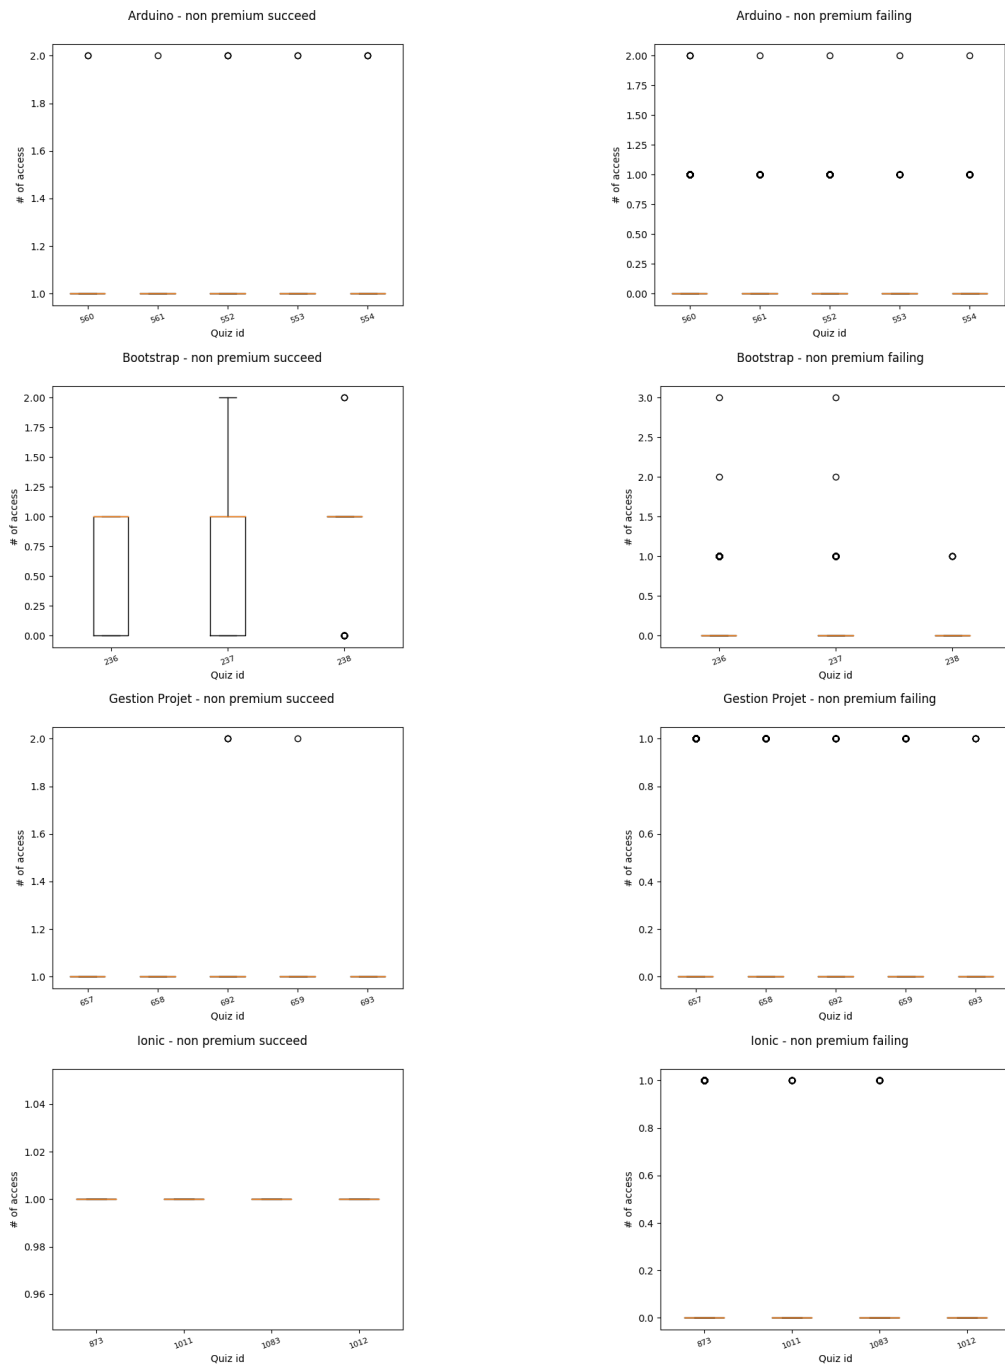 Arduino - non premium succeed
2.0
1.8
1.6
1.4
1.2
1.0
# of access
560 561 552 553 554
Quiz id
Arduino - non premium failing
2.00
1.75
1.50
1.25
1.00
0.75
0.50
0.25
0.00
# of access
560 561 552 553 554
Quiz id
Bootstrap - non premium succeed
2.00
1.75
1.50
1.25
1.00
0.75
0.50
0.25
0.00
# of access
236 237 238
Quiz id
Bootstrap - non premium failing
3.0
2.5
2.0
1.5
1.0
0.5
0.0
# of access
236 237 238
Quiz id
Gestion Projet - non premium succeed
2.0
1.8
1.6
1.4
1.2
1.0
# of access
657 658 692 659 693
Quiz id
Gestion Projet - non premium failing
1.0
0.8
0.6
0.4
0.2
0.0
# of access
657 658 692 659 693
Quiz id
Ionic - non premium succeed
1.04
1.02
1.00
0.98
0.96
# of access
873 1011 1083 1012
Quiz id
Ionic - non premium failing
1.0
0.8
0.6
0.4
0.2
0.0
# of access
873 1011 1083 1012
Quiz id